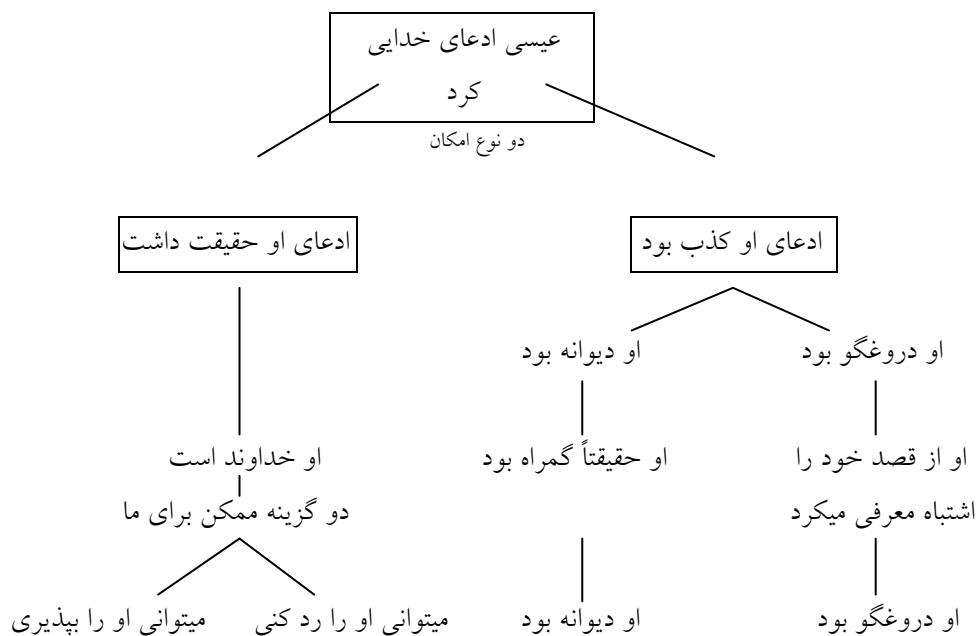 عیسی ادعای خدایی
کرد
دو نوع امکان
ادعای او کذب بود
ادعای او حقیقت داشت
او دروغگو بود
او دیوانه بود
او از قصد خود را
اشتباه معرفی میکرد
او حقیقتاً گمراه بود
او خداوند است
دو گزینه ممکن برای ما
او دروغگو بود
او دیوانه بود
میتوانی او را رد کنی
میتوانی او را بپذیری